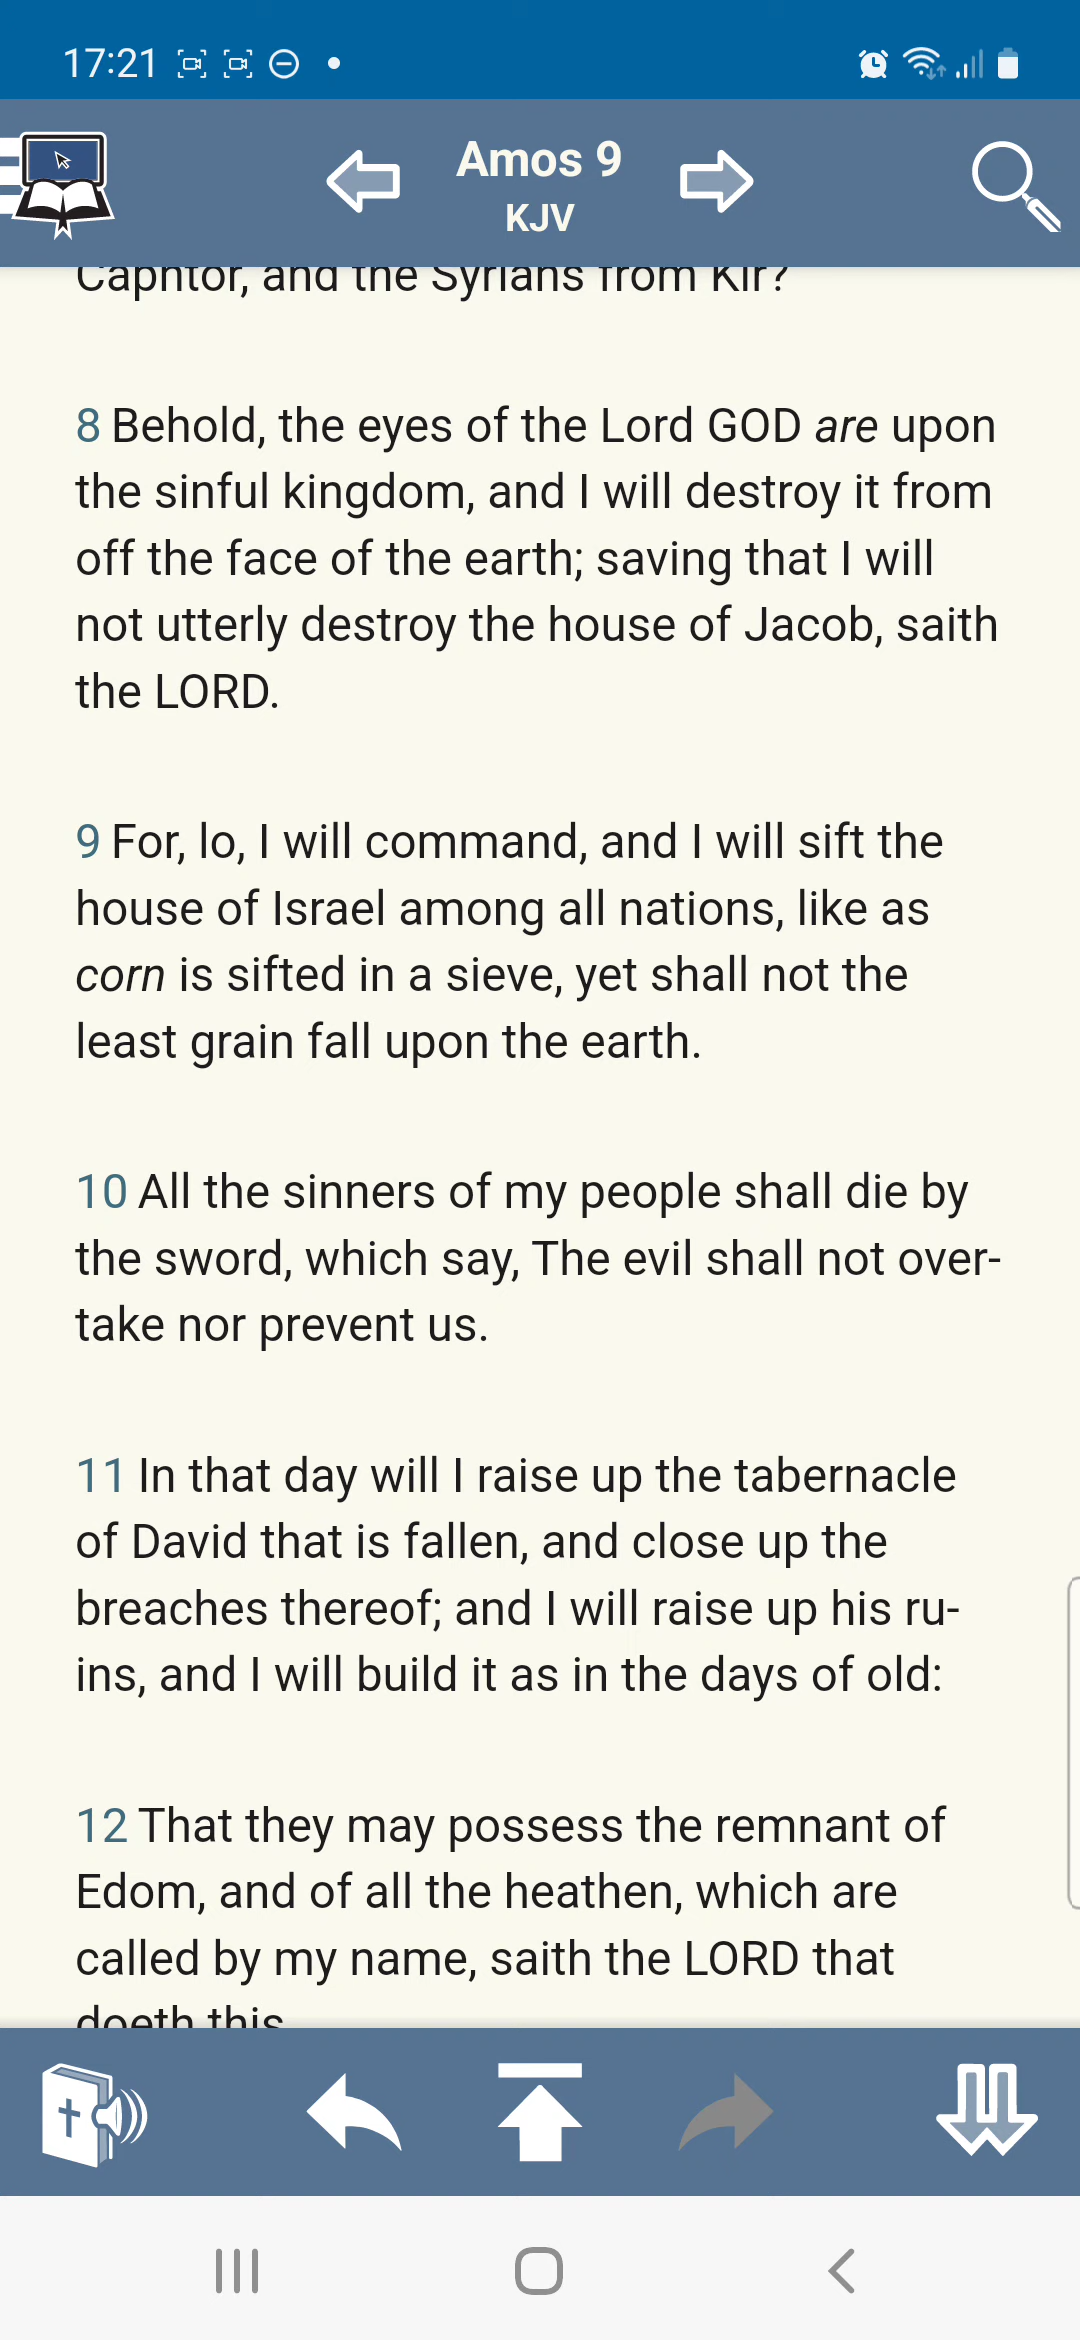 17:21
Amos 9
KJV
Caphtor, and the Syrians from Kir?
8 Behold, the eyes of the Lord GOD are upon
the sinful kingdom, and I will destroy it from
off the face of the earth; saving that I will
not utterly destroy the house of Jacob, saith
the LORD.
9 For, lo, I will command, and I will sift the
house of Israel among all nations, like as
corn is sifted in a sieve, yet shall not the
least grain fall upon the earth.
10 All the sinners of my people shall die by
the sword, which say, The evil shall not over-
take nor prevent us.
11 In that day will I raise up the tabernacle
of David that is fallen, and close up the
breaches thereof; and I will raise up his ru-
ins, and I will build it as in the days of old:
12 That they may possess the remnant of
Edom, and of all the heathen, which are
called by my name, saith the LORD that
doeth this